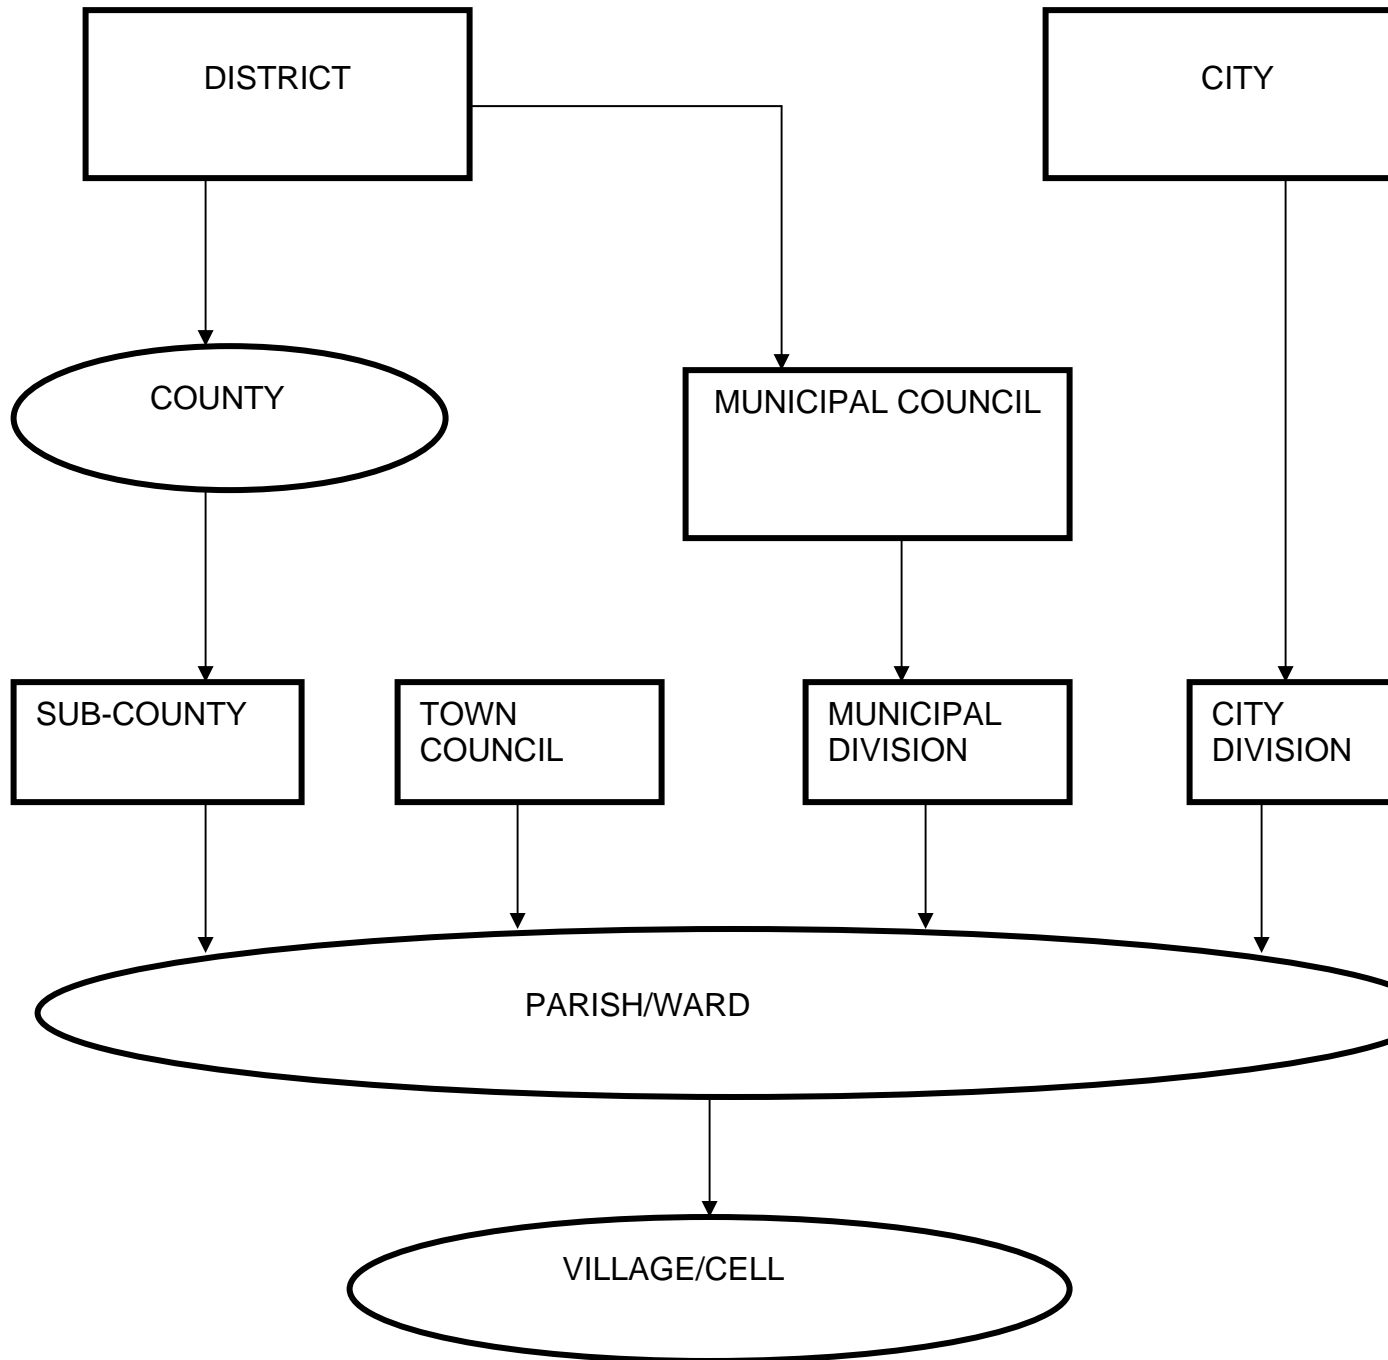 DISTRICT
CITY
COUNTY
MUNICIPAL COUNCIL
SUB-COUNTY
TOWN
COUNCIL
MUNICIPAL
DIVISION
CITY
DIVISION
PARISH/WARD
VILLAGE/CELL